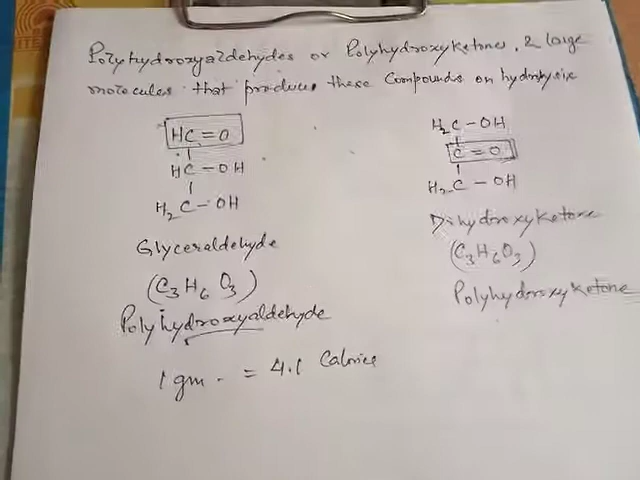 Polyhydroxyaldehydes or Polyhydroxyketones, & large
molecules that produce these Compounds on hydrolysis
HC=O
HC-OH
H2C-OH
Glyceraldehyde
(C3H6O3)
Polyhydroxyaldehyde
H2C-OH
C=O
H2C-OH
Dihydroxyketone
(C3H6O3)
Polyhydroxyketone
1 gm. = 4.1 Calories